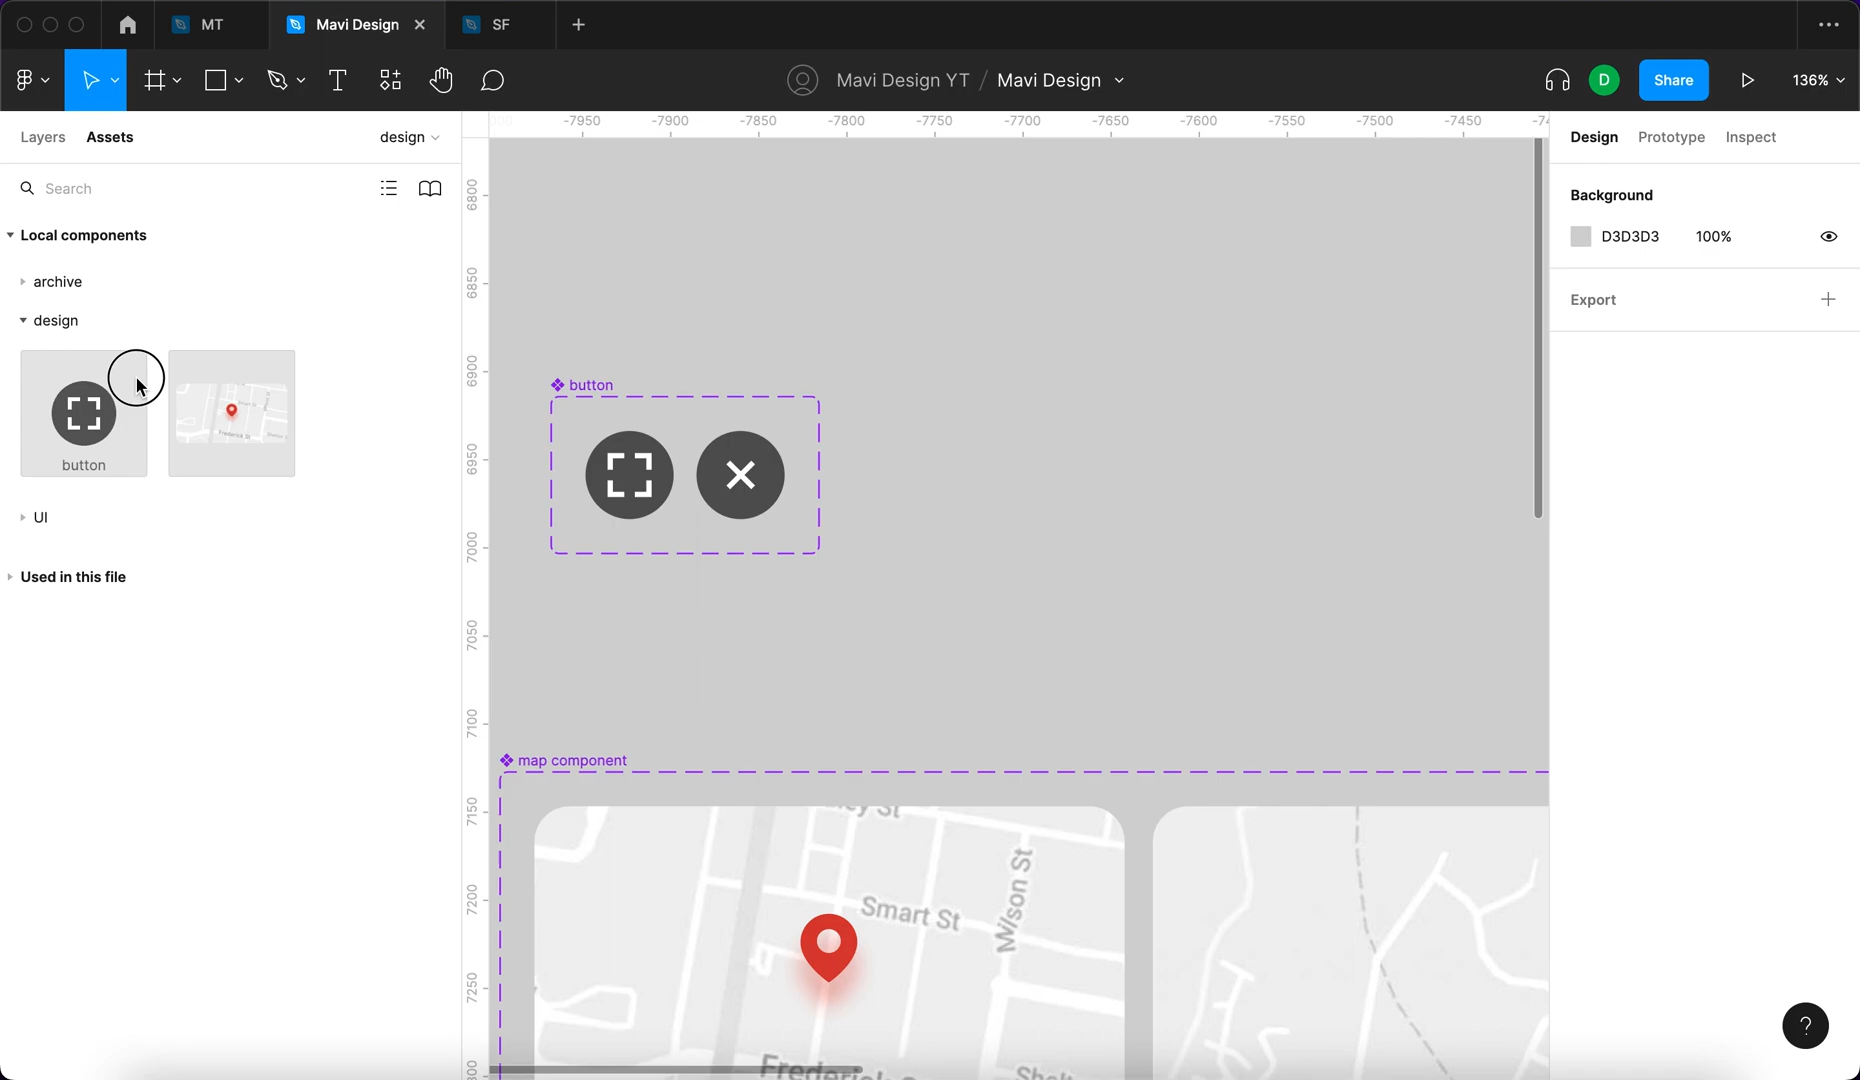 MT
Mavi Design
SF
Mavi Design YT / Mavi Design
D
Share
136%
Layers
Assets
design
-7950
-7900
-7850
-7800
-7750
-7700
-7650
-7600
-7550
-7500
-7450
Design
Prototype
Inspect
Search
Background
D3D3D3
100%
Export
Local components
archive
design
button
UI
Used in this file
6800
6850
6900
6950
7000
7050
7100
7150
7200
7250
button
map component
Smart St
Wilson St
?